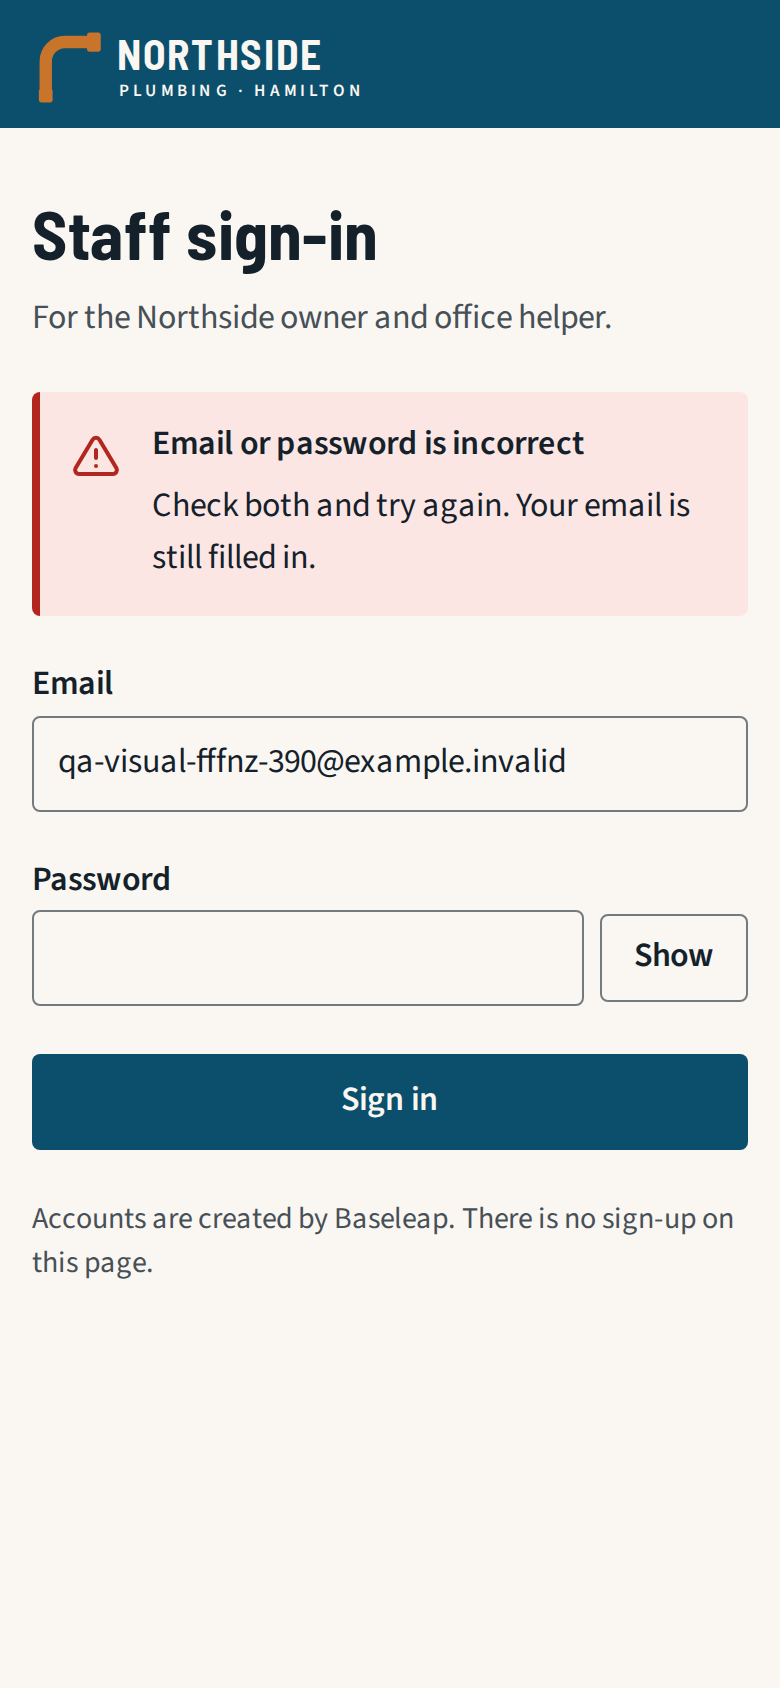 NORTHSIDE
PLUMBING · HAMILTON
Staff sign-in
For the Northside owner and office helper.
Email or password is incorrect
Check both and try again. Your email is
still filled in.
Email
qa-visual-fffnz-390@example.invalid
Password
Show
Sign in
Accounts are created by Baseleap. There is no sign-up on
this page.